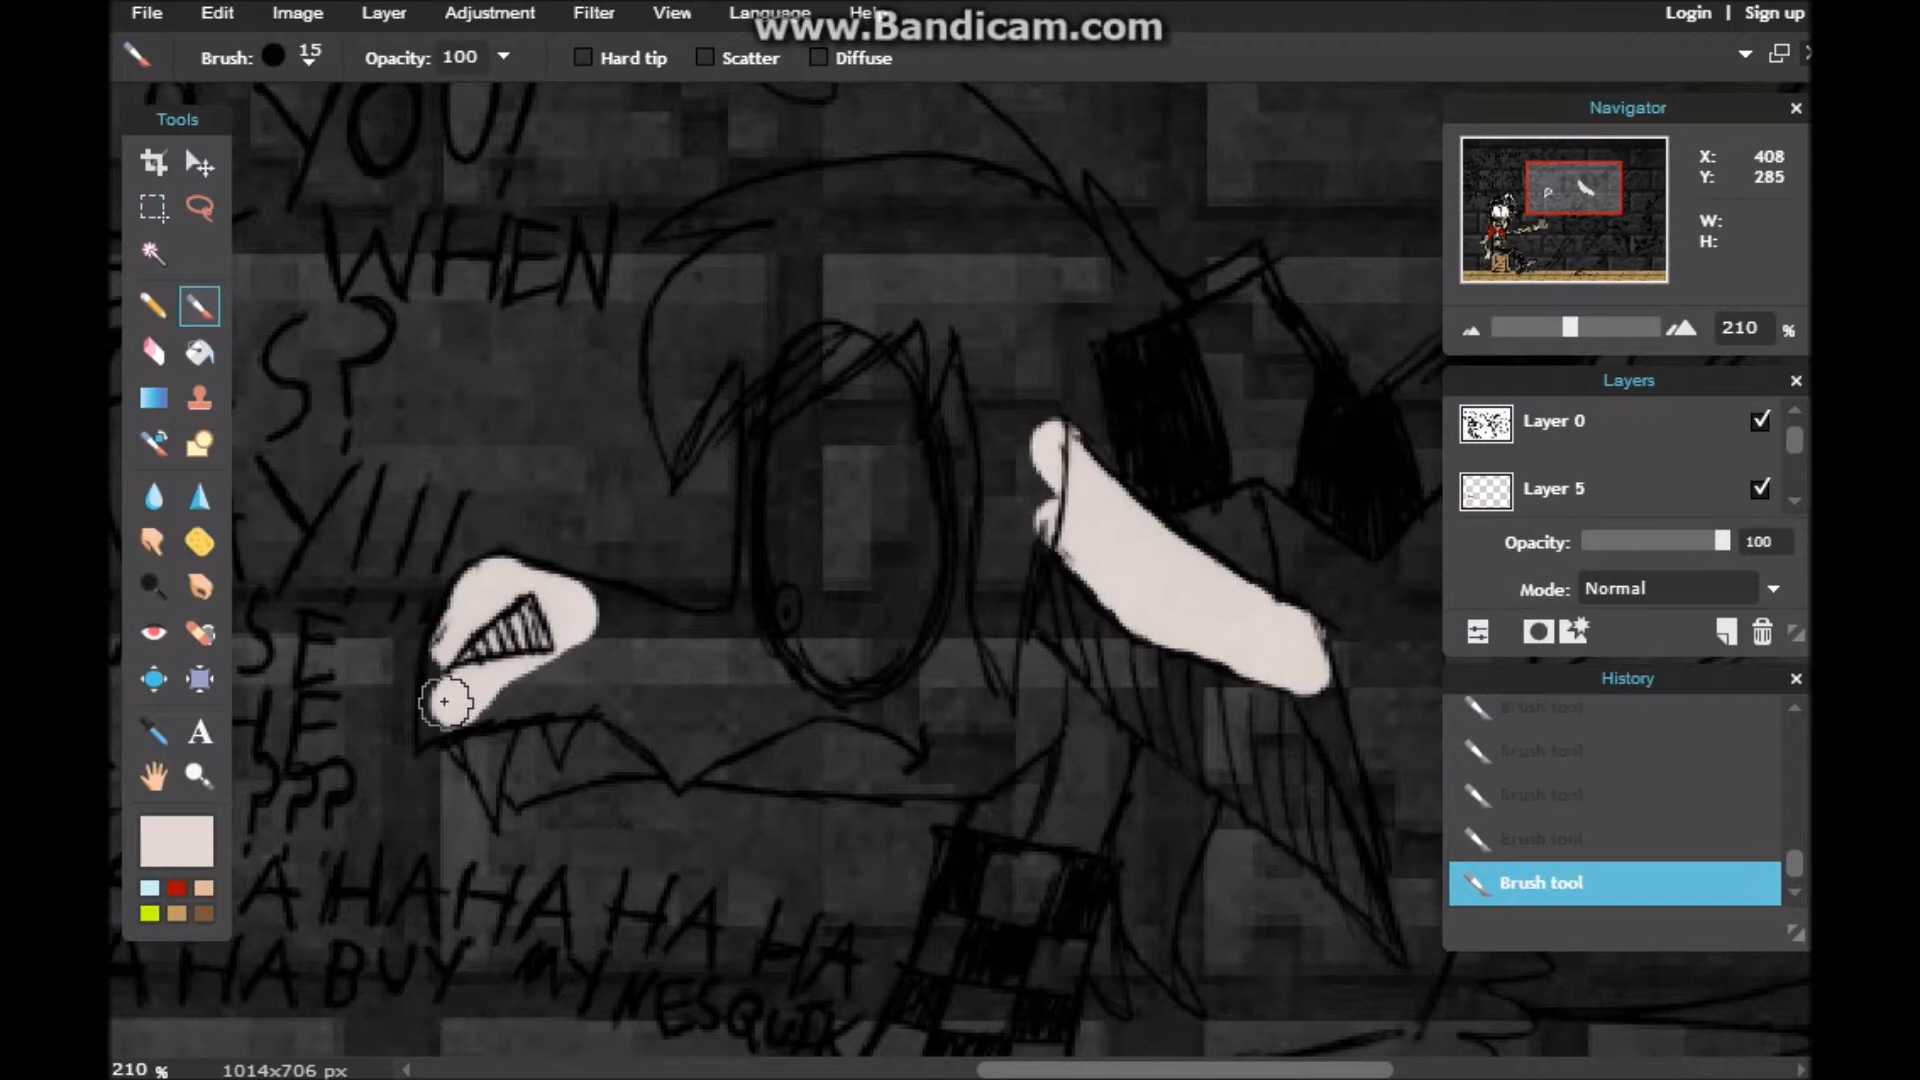 File Edit Image Layer Adjustment Filter View Language Help
www.Bandicam.com
Login | Sign up
Brush: 15 Opacity: 100 Hard tip Scatter Diffuse
Tools
Navigator
X: 408
Y: 285
W:
H:
210 %
Layers
Layer 0
Layer 5
Opacity: 100
Mode: Normal
History
Brush tool
Brush tool
Brush tool
Brush tool
Brush tool
YOU!
WHEN
S?
Y!!!
SE
HE
???
A HAHAHA HA HA
A HA BUY MY NESQUIK
210 % 1014x706 px